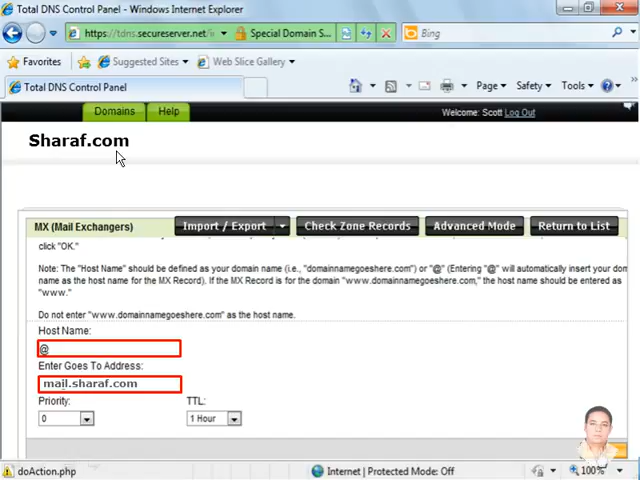 Total DNS Control Panel - Windows Internet Explorer
https://tdns.secureserver.net/ Special Domain S... Bing
Favorites Suggested Sites Web Slice Gallery
Total DNS Control Panel Page Safety Tools
Domains Help Welcome: Scott Log Out
Sharaf.com
MX (Mail Exchangers) Import / Export Check Zone Records Advanced Mode Return to List
click "OK."
Note: The "Host Name" should be defined as your domain name (i.e., "domainnamegoeshere.com") or "@" (Entering "@" will automatically insert your dom
name as the host name for the MX Record). If the MX Record is for the domain "www.domainnamegoeshere.com," the host name should be entered as
"www."
Do not enter "www.domainnamegoeshere.com" as the host name.
Host Name:
@
Enter Goes To Address:
mail.sharaf.com
Priority: TTL:
0 1 Hour
doAction.php Internet | Protected Mode: Off 100%